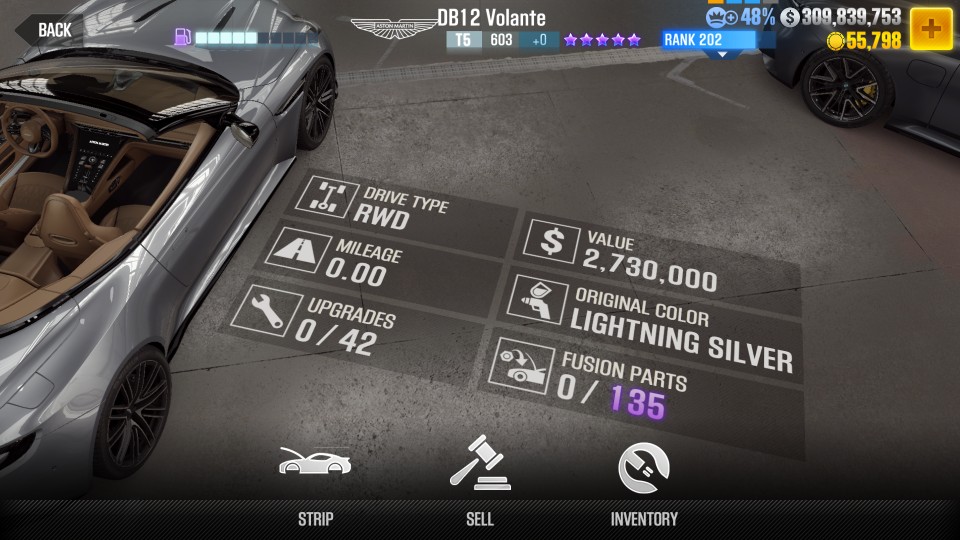 BACK
ASTON MARTIN
DB12 Volante
T5 603 +0
RANK 202
48%
$ 309,839,753
55,798
+
DRIVE TYPE
RWD
MILEAGE
0.00
UPGRADES
0 / 42
$ VALUE
2,730,000
ORIGINAL COLOR
LIGHTNING SILVER
FUSION PARTS
0 / 135
STRIP
SELL
INVENTORY